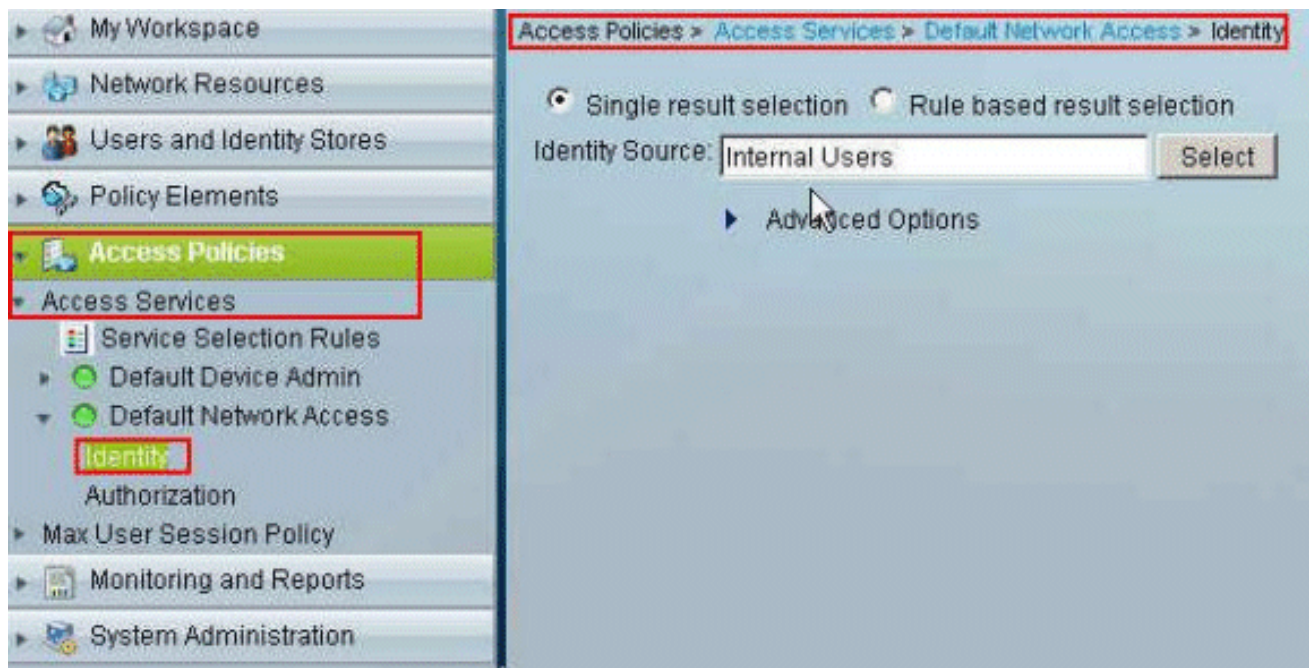 My Workspace
Network Resources
Users and Identity Stores
Policy Elements
Access Policies
Access Services
Service Selection Rules
Default Device Admin
Default Network Access
Identity
Authorization
Max User Session Policy
Monitoring and Reports
System Administration
Access Policies > Access Services > Default Network Access > Identity
Single result selection Rule based result selection
Identity Source: Internal Users Select
Advanced Options